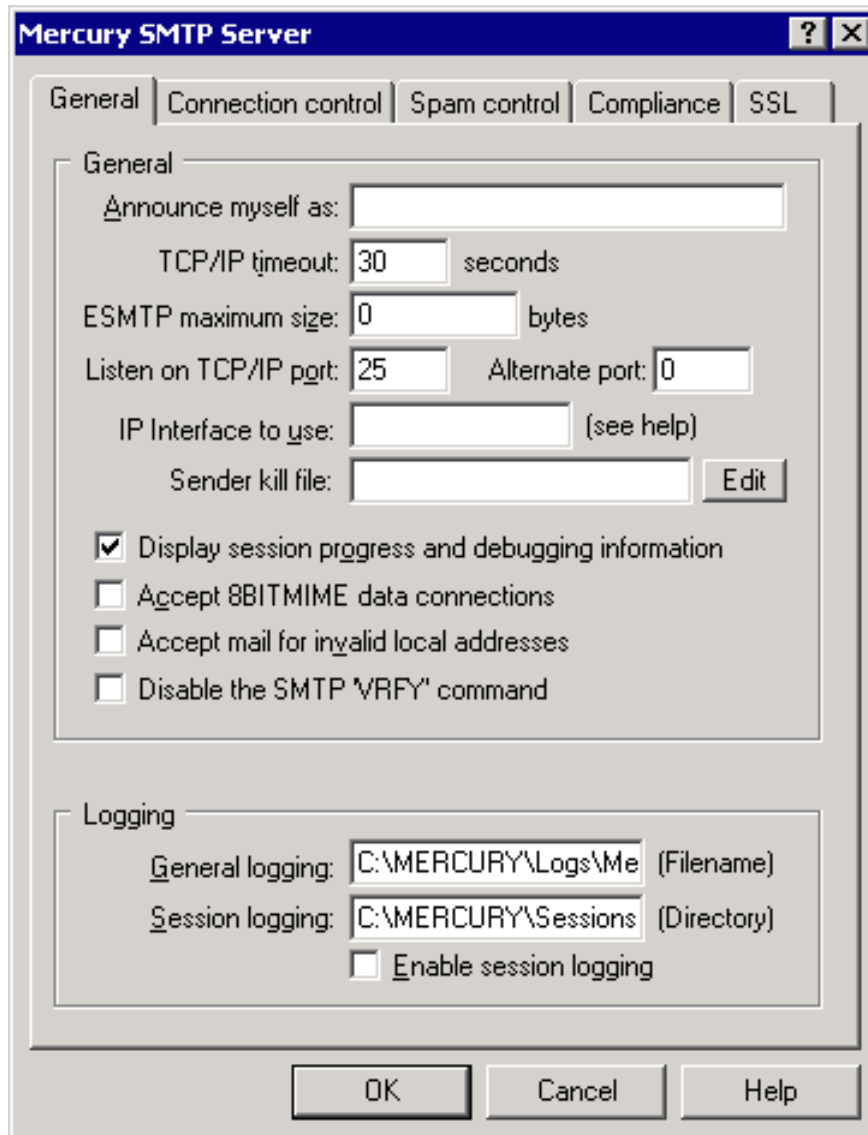 Mercury SMTP Server
General Connection control Spam control Compliance SSL
General
Announce myself as:
TCP/IP timeout: 30 seconds
ESMTP maximum size: 0 bytes
Listen on TCP/IP port: 25 Alternate port: 0
IP Interface to use: (see help)
Sender kill file: Edit
Display session progress and debugging information
Accept 8BITMIME data connections
Accept mail for invalid local addresses
Disable the SMTP 'VRFY" command
Logging
General logging: C:\MERCURY\Logs\Me (Filename)
Session logging: C:\MERCURY\Sessions (Directory)
Enable session logging
OK Cancel Help